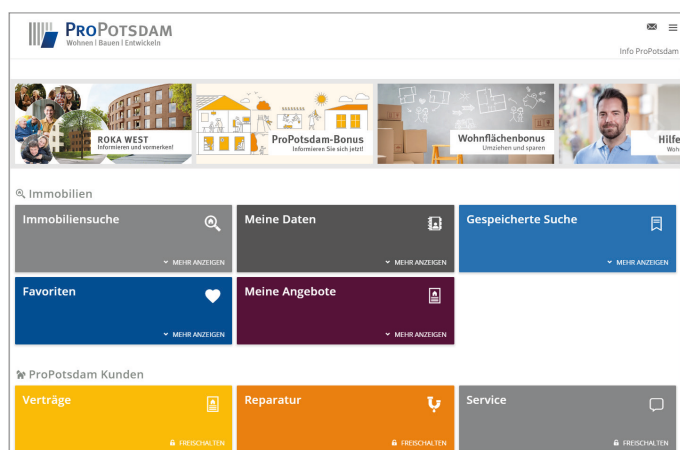 PROPOTSDAM
Wohnen | Bauen | Entwickeln
Info ProPotsdam
ROKA WEST
Informieren und vormerken!
ProPotsdam-Bonus
Informieren Sie sich jetzt!
Wohnflächenbonus
Umziehen und sparen
Hilfe
Woh
Immobilien
Immobiliensuche
MEHR ANZEIGEN
Meine Daten
MEHR ANZEIGEN
Gespeicherte Suche
MEHR ANZEIGEN
Favoriten
MEHR ANZEIGEN
Meine Angebote
MEHR ANZEIGEN
ProPotsdam Kunden
Verträge
FREISCHALTEN
Reparatur
FREISCHALTEN
Service
FREISCHALTEN